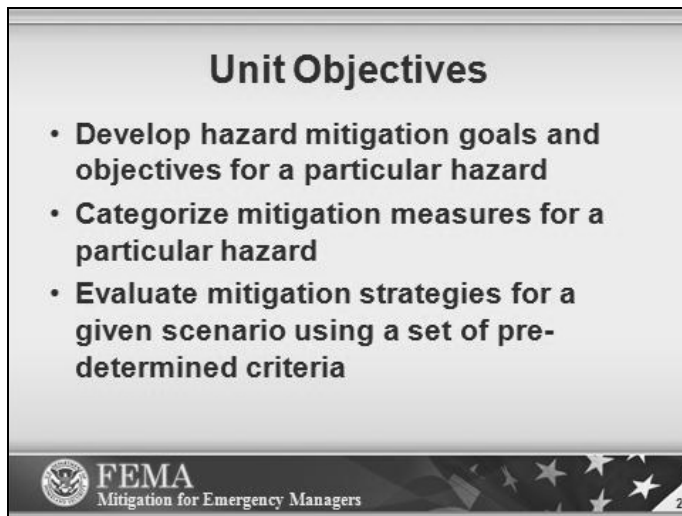 Unit Objectives
• Develop hazard mitigation goals and
objectives for a particular hazard
• Categorize mitigation measures for a
particular hazard
• Evaluate mitigation strategies for a
given scenario using a set of pre-
determined criteria
FEMA
Mitigation for Emergency Managers
2